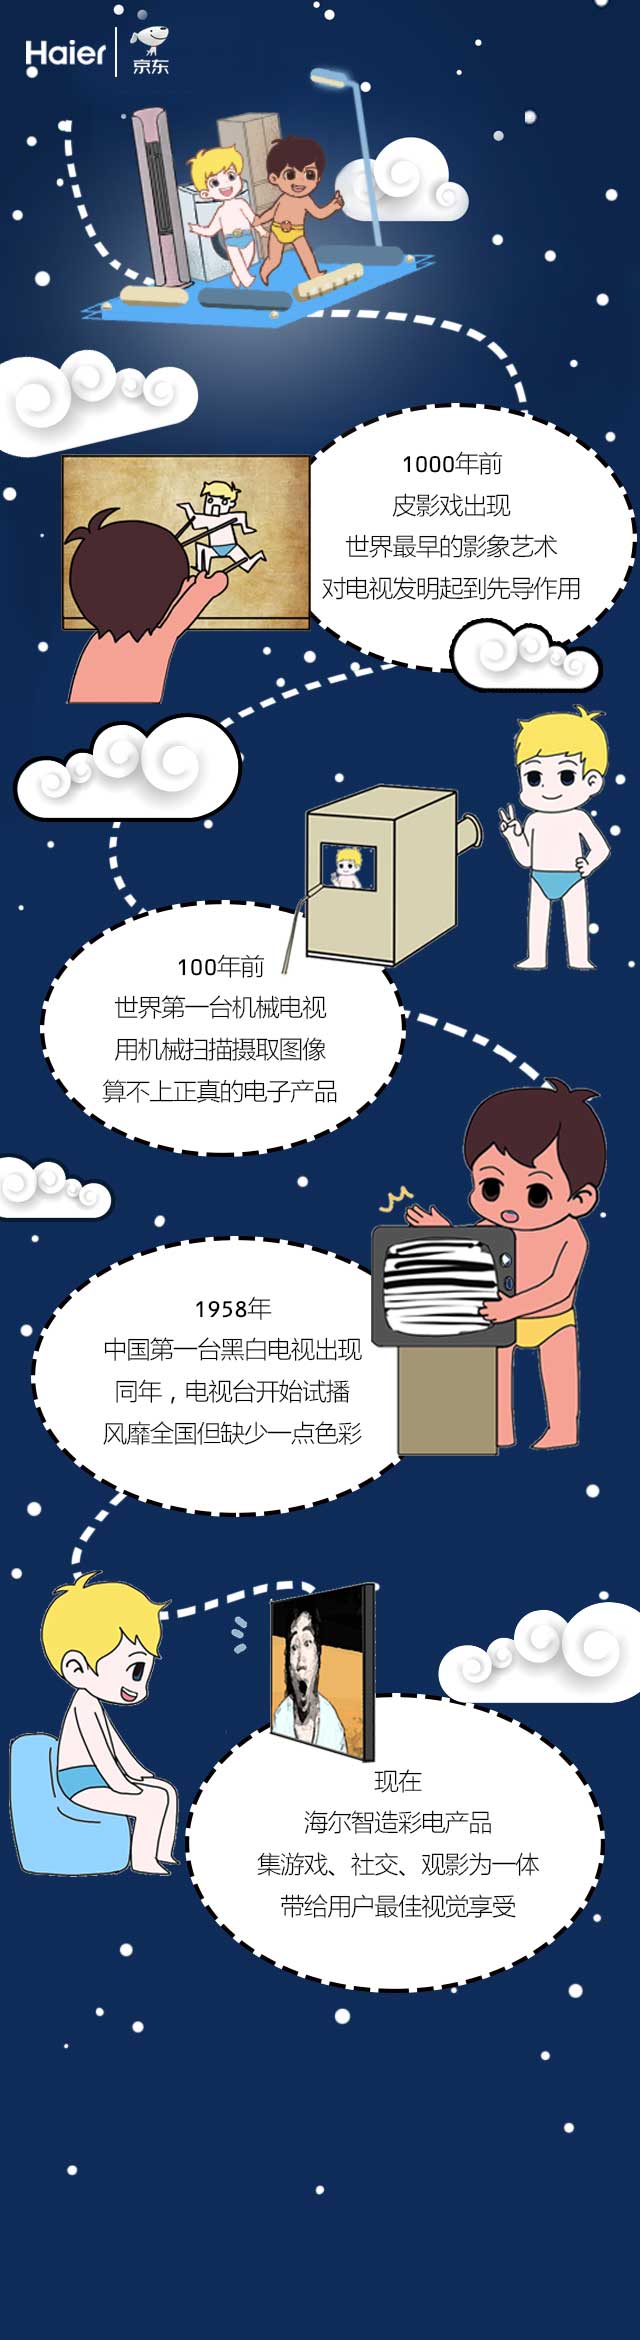 Haier
京东
1000年前
皮影戏出现
世界最早的影象艺术
对电视发明起到先导作用
100年前
世界第一台机械电视
用机械扫描摄取图像
算不上正真的电子产品
1958年
中国第一台黑白电视出现
同年，电视台开始试播
风靡全国但缺少一点色彩
现在
海尔智造彩电产品
集游戏、社交、观影为一体
带给用户最佳视觉享受